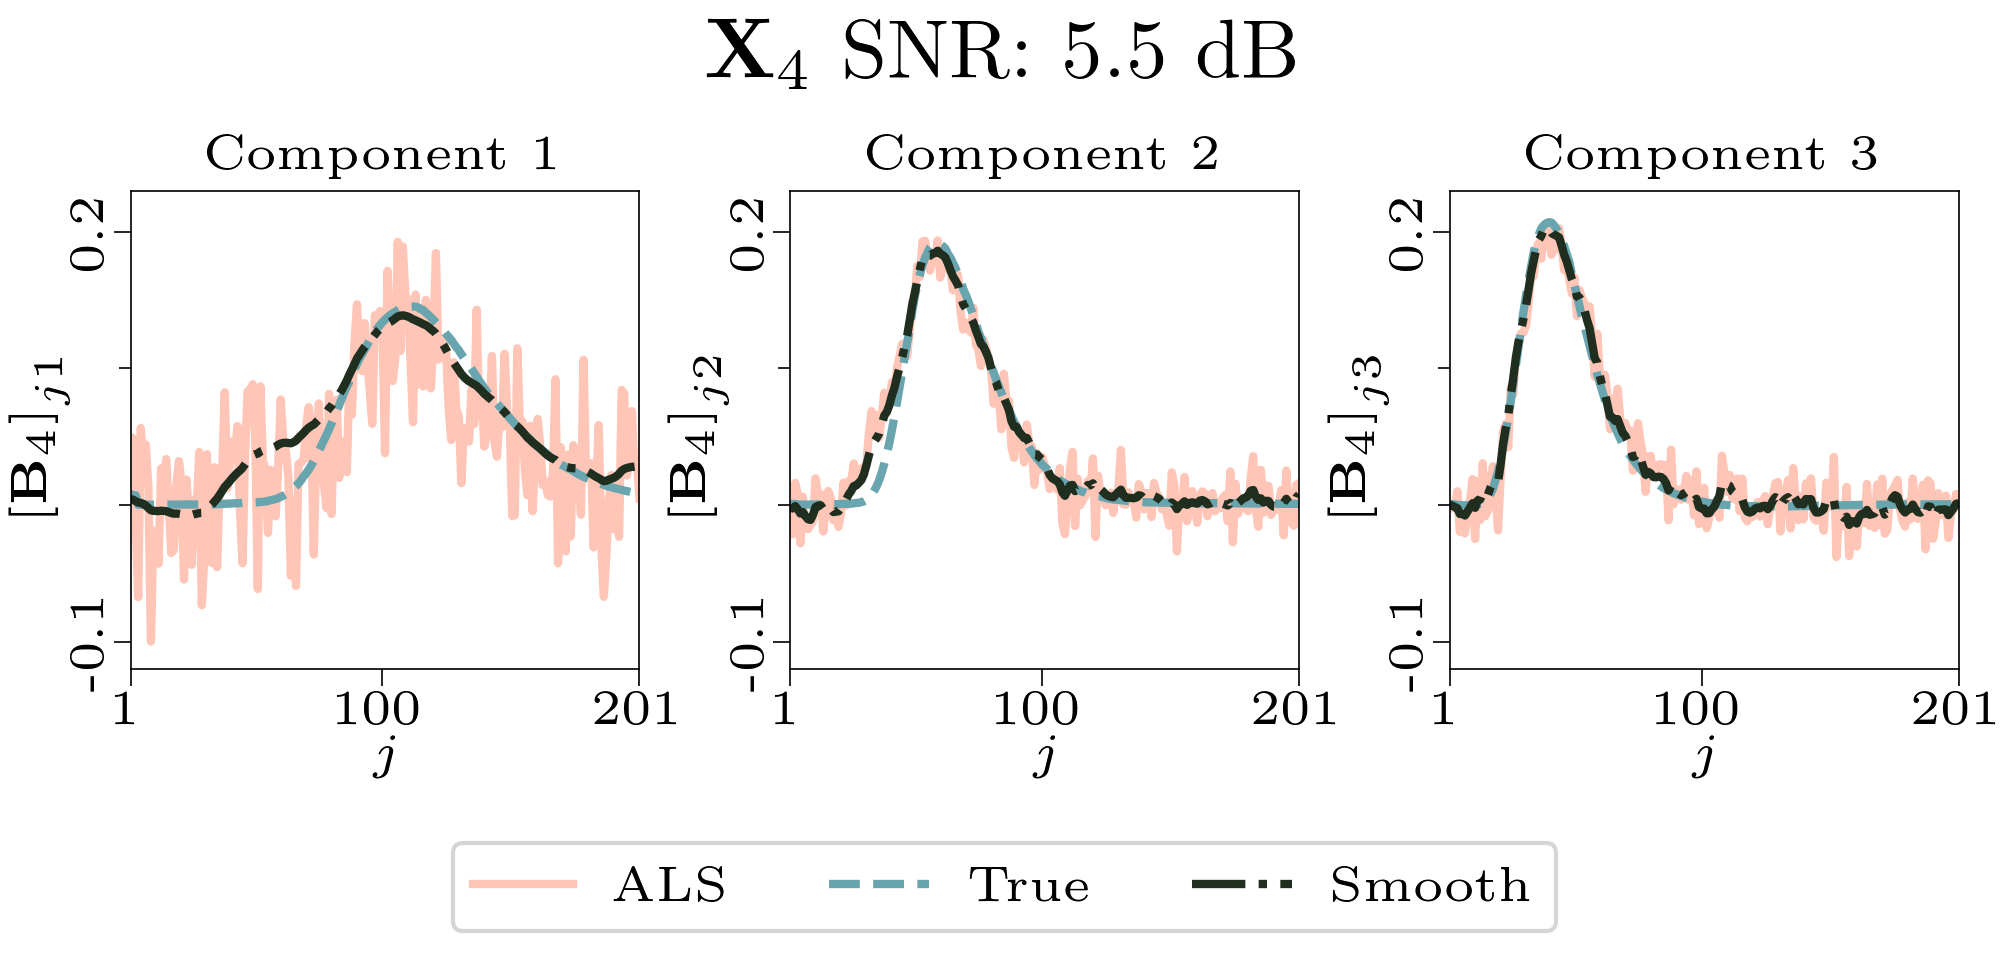 X₄ SNR: 5.5 dB
Component 1
Component 2
Component 3
[B₄]ⱼ₁
0.2
-0.1
1 100 201
j
[B₄]ⱼ₂
0.2
-0.1
1 100 201
j
[B₄]ⱼ₃
0.2
-0.1
1 100 201
j
ALS True Smooth